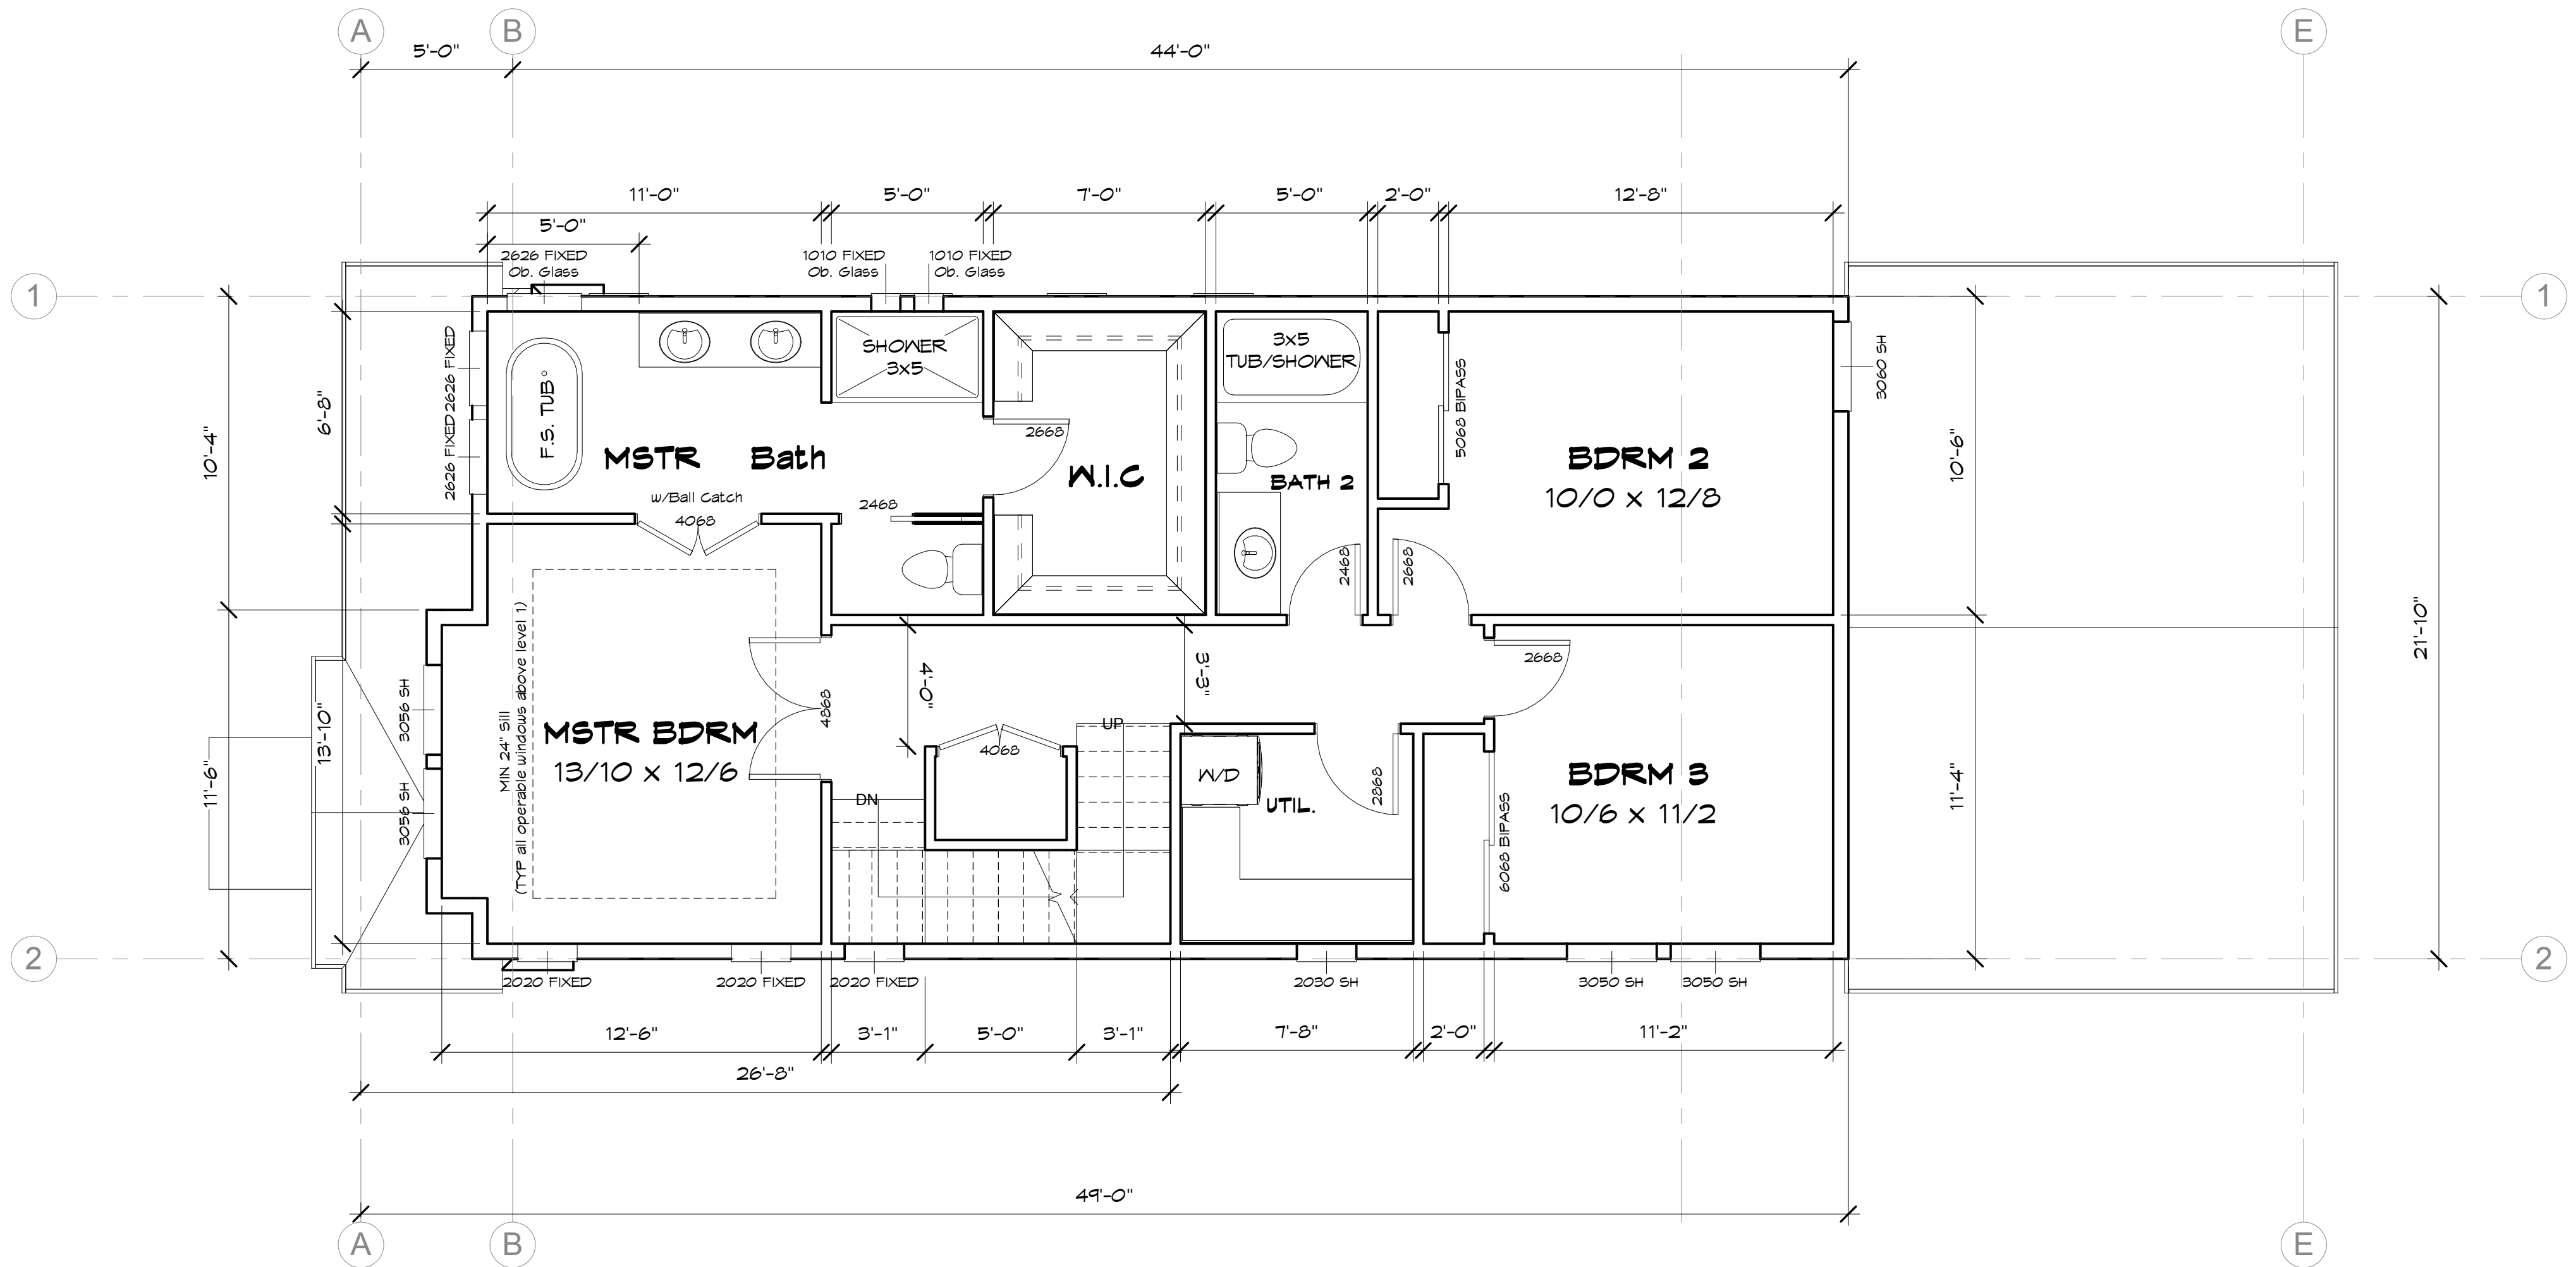 A
B
E
5'-0"
44'-0"
11'-0"
5'-0"
7'-0"
5'-0"
2'-0"
12'-8"
5'-0"
2626 FIXED
Ob. Glass
1010 FIXED
Ob. Glass
1010 FIXED
Ob. Glass
1
1
2626 FIXED
2626 FIXED
6'-8"
10'-4"
F.S. TUB
SHOWER
3x5
3x5
TUB/SHOWER
5068 BIPASS
3060 SH
2668
MSTR Bath
W.I.C
BATH 2
BDRM 2
10/0 x 12/8
10'-6"
w/Ball Catch
4068
2468
2468
2668
21'-10"
MIN 24" Sill
(TYP all operable windows above level 1)
3056 SH
3056 SH
13'-10"
11'-6"
4'-0"
3'-3"
2668
4868
MSTR BDRM
13/10 x 12/6
UP
4068
DN
W/D
UTIL.
2868
BDRM 3
10/6 x 11/2
6068 BIPASS
11'-4"
2
2
2020 FIXED
2020 FIXED
2020 FIXED
2030 SH
3050 SH
3050 SH
12'-6"
3'-1"
5'-0"
3'-1"
7'-8"
2'-0"
11'-2"
26'-8"
49'-0"
A
B
E